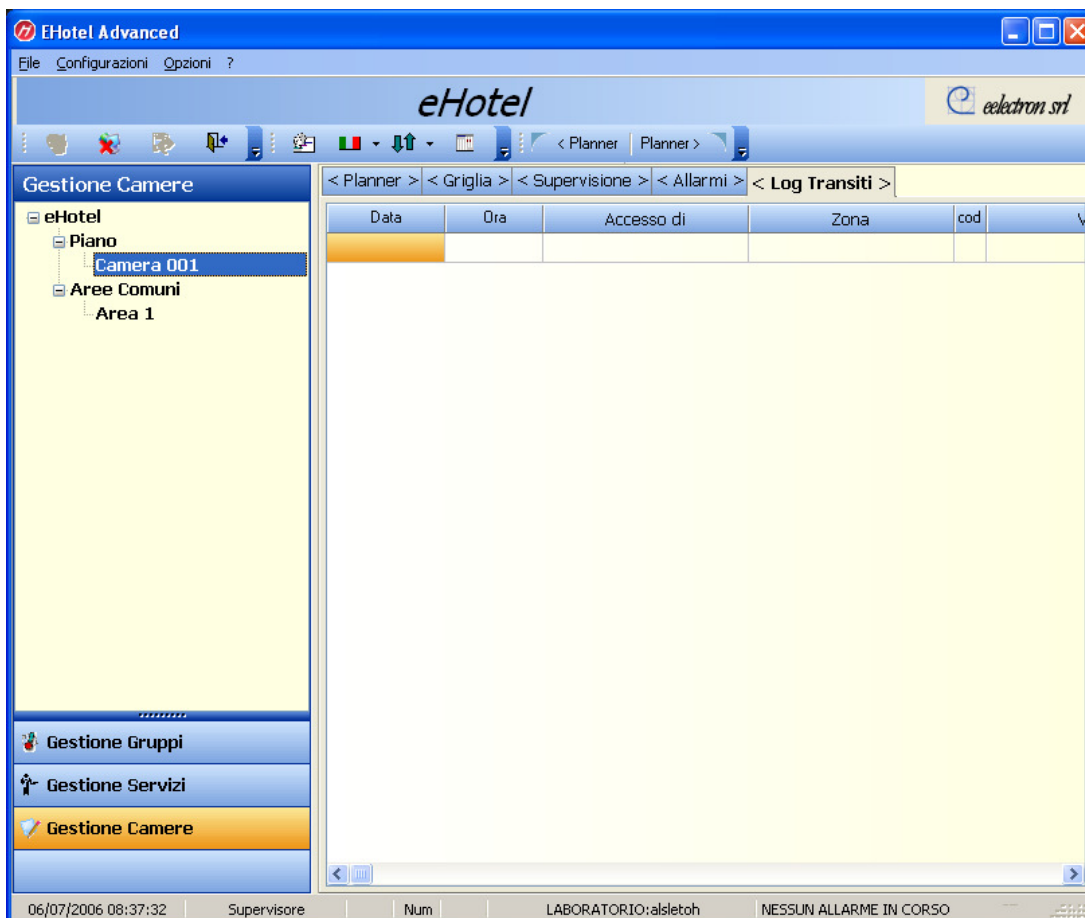 EHotel Advanced
File Configurazioni Opzioni ?
eHotel
eelectron srl
< Planner Planner >
Gestione Camere
< Planner > < Griglia > < Supervisione > < Allarmi > < Log Transiti >
Data Ora Accesso di Zona cod V
eHotel
Piano
Camera 001
Aree Comuni
Area 1
Gestione Gruppi
Gestione Servizi
Gestione Camere
06/07/2006 08:37:32 Supervisore Num LABORATORIO:alsletoh NESSUN ALLARME IN CORSO